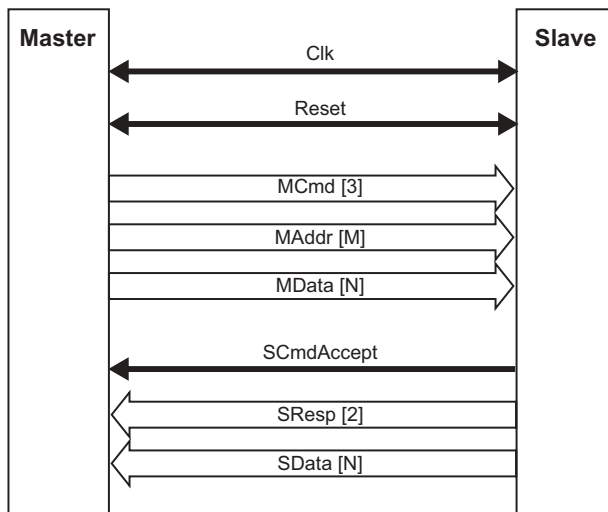 Master
Slave
Clk
Reset
MCmd [3]
MAddr [M]
MData [N]
SCmdAccept
SResp [2]
SData [N]